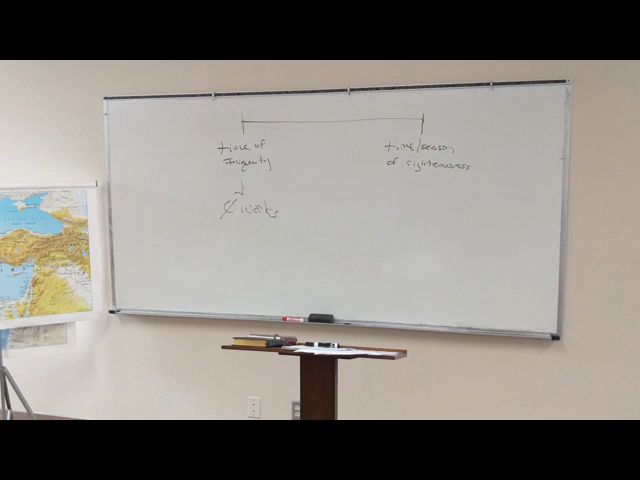 time of
Iniquity
time/season
of righteousness
works